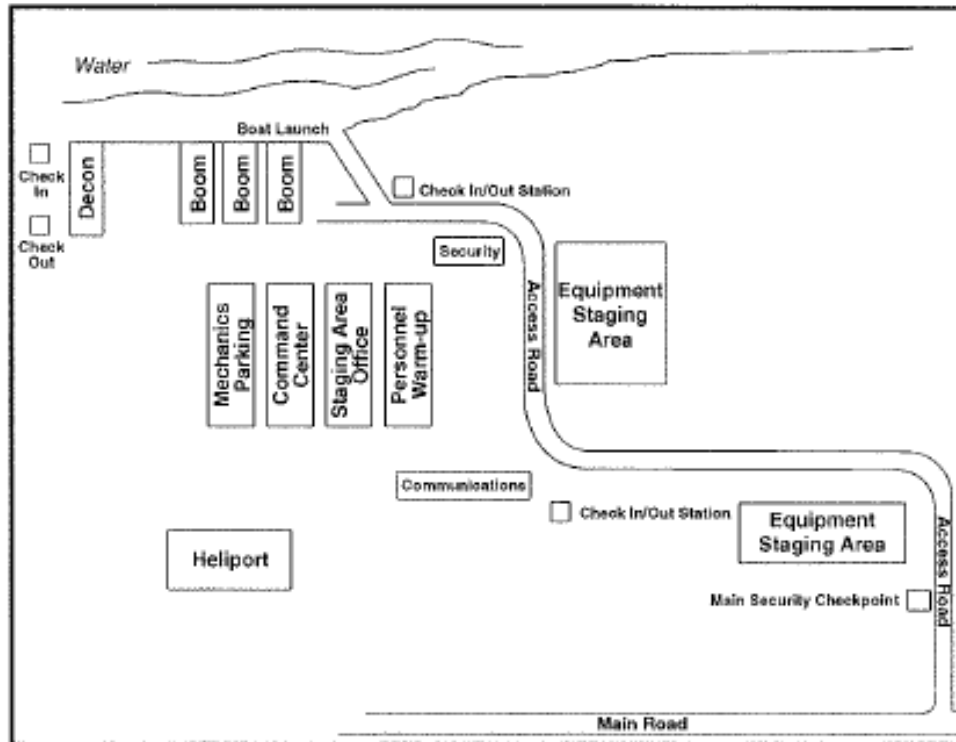 Water
Boat Launch
Check
In
Decon
Boom
Boom
Boom
Check In/Out Station
Check
Out
Security
Equipment
Staging
Area
Access Road
Mechanics
Parking
Command
Center
Staging Area
Office
Personnel
Warm-up
Communications
Check In/Out Station
Equipment
Staging Area
Access Road
Heliport
Main Security Checkpoint
Main Road